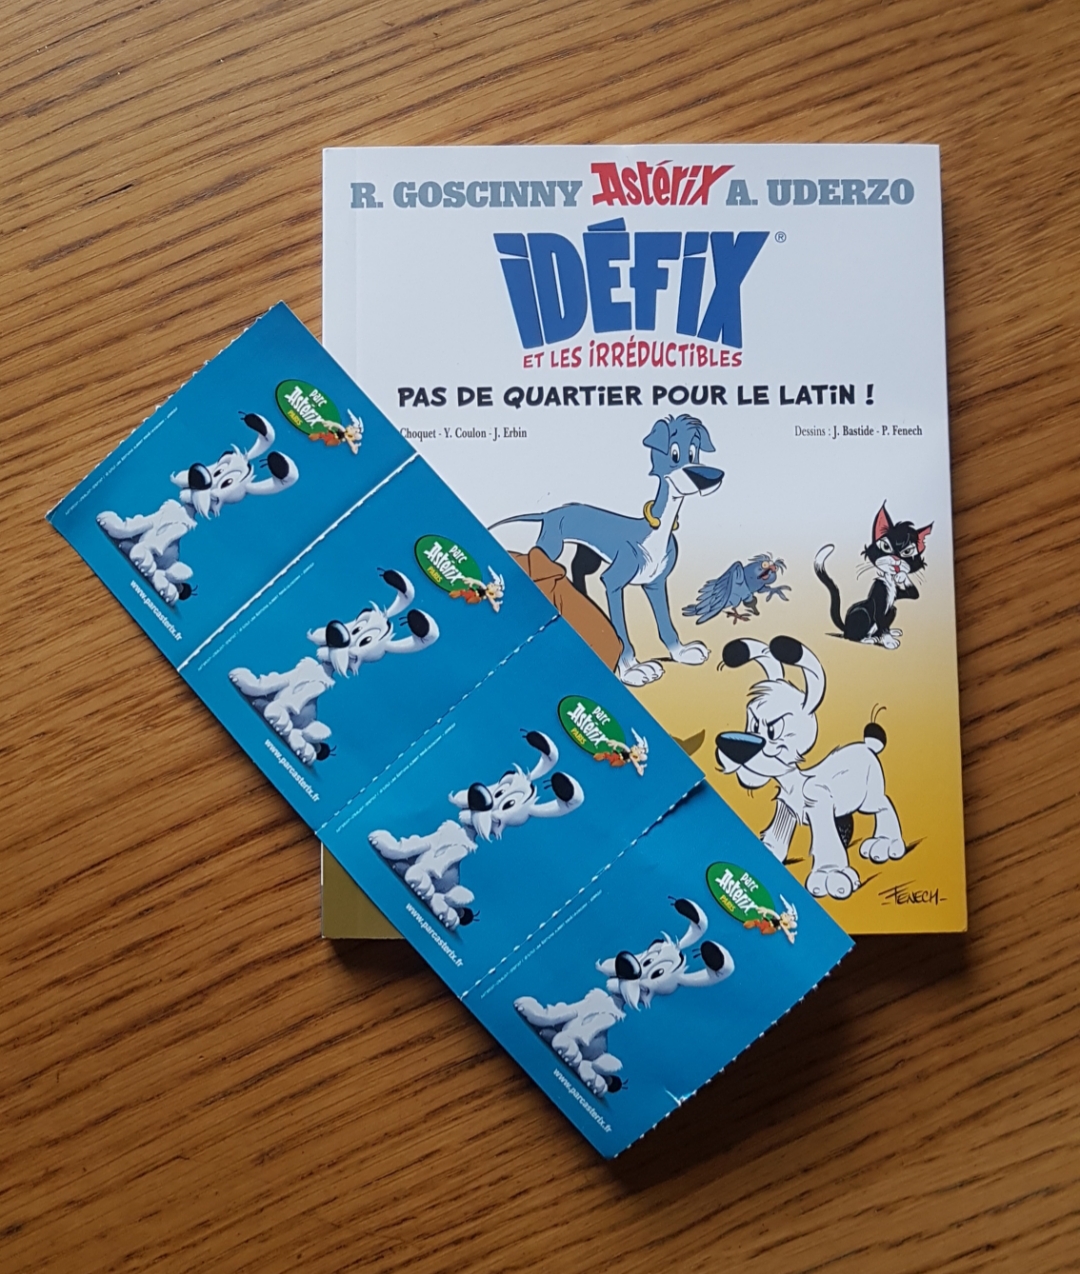 R. GOSCINNY Astérix A. UDERZO
IDÉFIX ®
ET LES IRRÉDUCTIBLES
PAS DE QUARTIER POUR LE LATIN !
Choquet - Y. Coulon - J. Erbin
Dessins : J. Bastide - P. Fenech
FENECH
parc
Astérix
PARIS
www.parcasterix.fr
parc
Astérix
PARIS
www.parcasterix.fr
parc
Astérix
PARIS
www.parcasterix.fr
parc
Astérix
PARIS
www.parcasterix.fr